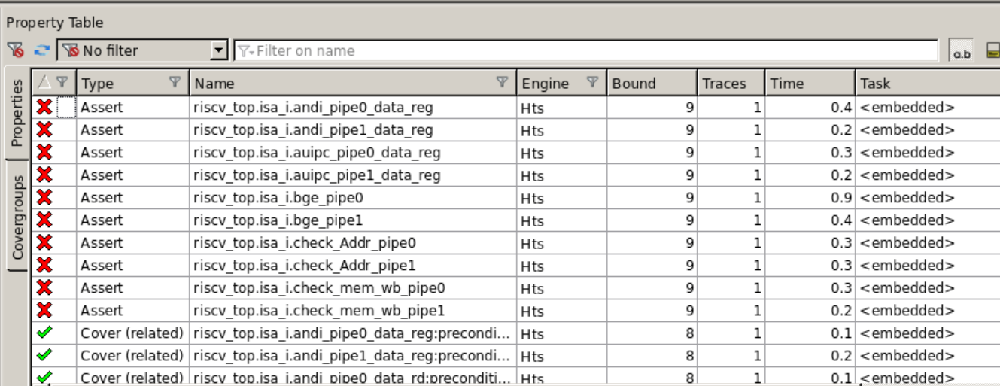 Property Table
No filter Filter on name a.b
Properties
Covergroups
Type Name Engine Bound Traces Time Task
Assert riscv_top.isa_i.andi_pipe0_data_reg Hts 9 1 0.4 <embedded>
Assert riscv_top.isa_i.andi_pipe1_data_reg Hts 9 1 0.2 <embedded>
Assert riscv_top.isa_i.auipc_pipe0_data_reg Hts 9 1 0.3 <embedded>
Assert riscv_top.isa_i.auipc_pipe1_data_reg Hts 9 1 0.2 <embedded>
Assert riscv_top.isa_i.bge_pipe0 Hts 9 1 0.9 <embedded>
Assert riscv_top.isa_i.bge_pipe1 Hts 9 1 0.4 <embedded>
Assert riscv_top.isa_i.check_Addr_pipe0 Hts 9 1 0.3 <embedded>
Assert riscv_top.isa_i.check_Addr_pipe1 Hts 9 1 0.3 <embedded>
Assert riscv_top.isa_i.check_mem_wb_pipe0 Hts 9 1 0.3 <embedded>
Assert riscv_top.isa_i.check_mem_wb_pipe1 Hts 9 1 0.2 <embedded>
Cover (related) riscv_top.isa_i.andi_pipe0_data_reg:precondi... Hts 8 1 0.1 <embedded>
Cover (related) riscv_top.isa_i.andi_pipe1_data_reg:precondi... Hts 8 1 0.2 <embedded>
Cover (related) riscv_top.isa_i.andi_pipe0_data_rd:preconditi... Hts 8 1 0.1 <embedded>